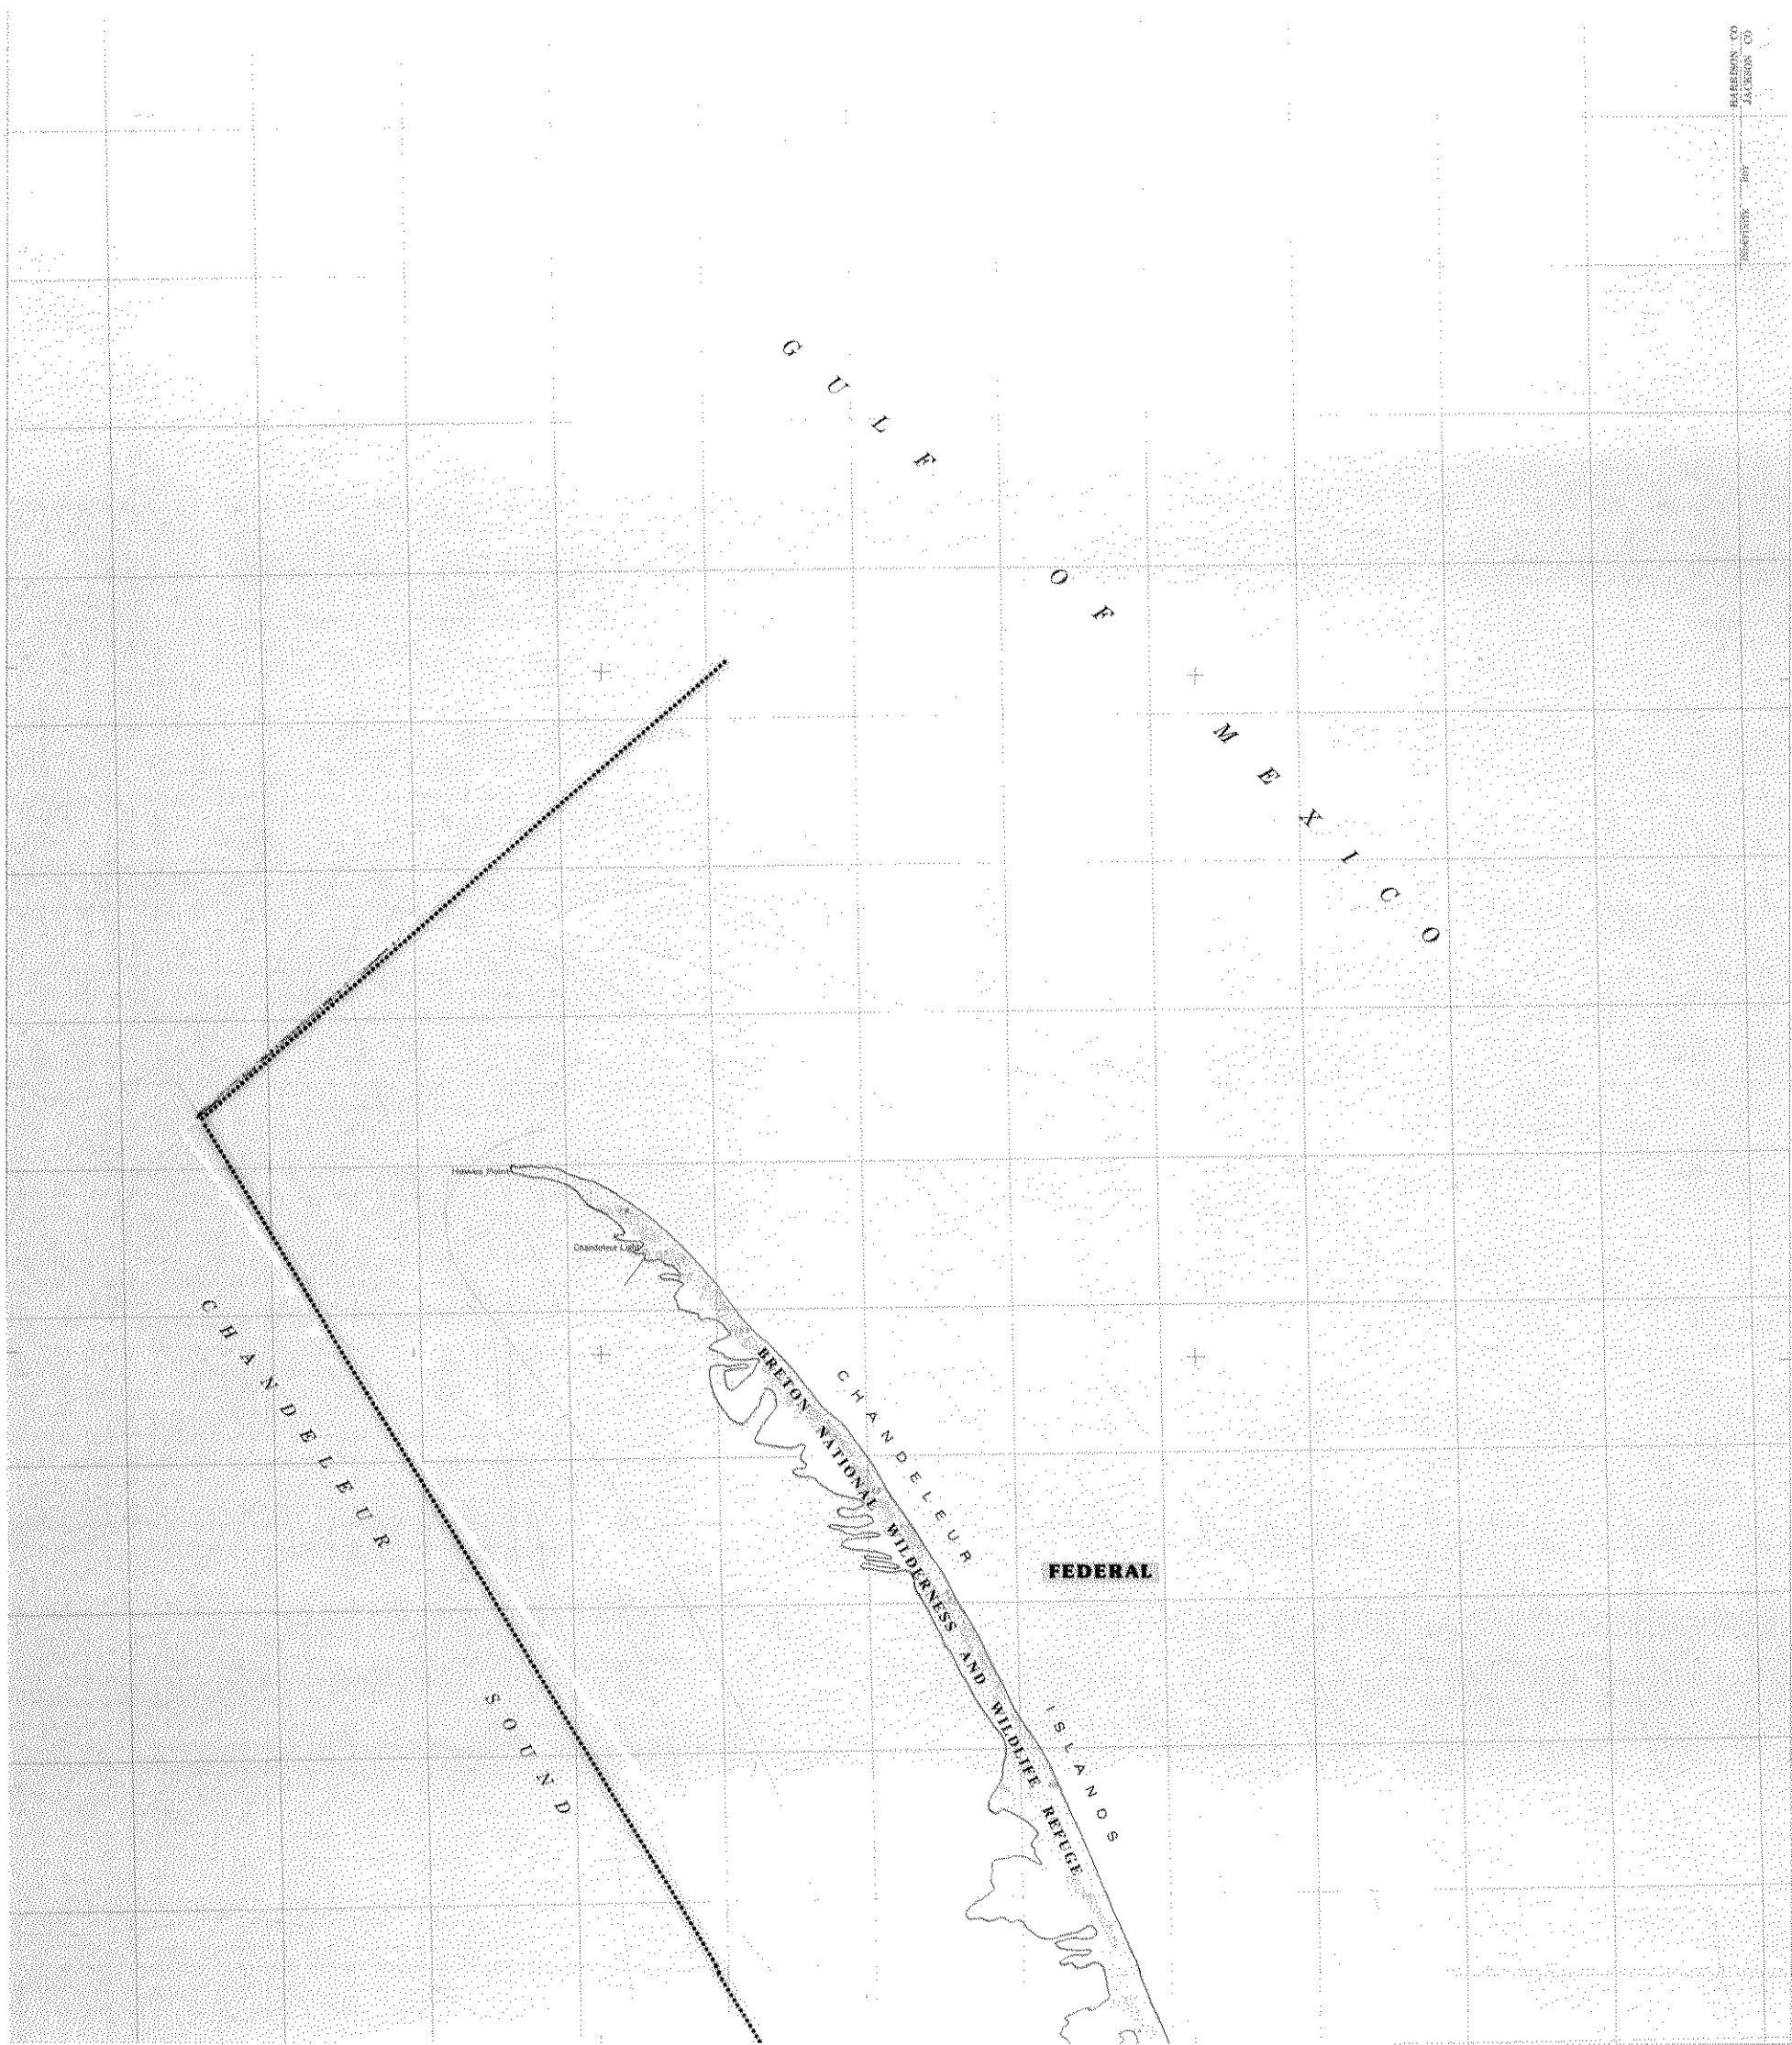 HARRISON CO
JACKSON CO
GULF OF MEXICO
Hewes Point
Chandeleur Light
CHANDELEUR SOUND
BRETON NATIONAL WILDERNESS AND WILDLIFE REFUGE
CHANDELEUR ISLANDS
FEDERAL